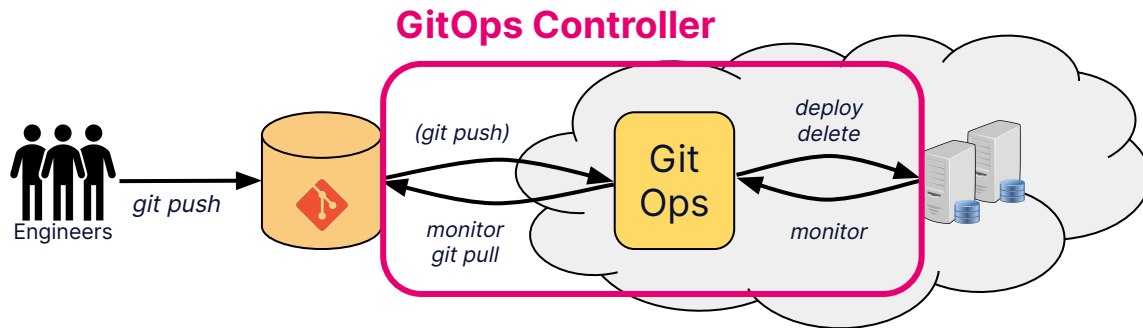 GitOps Controller
Engineers
git push
(git push)
monitor
git pull
Git
Ops
deploy
delete
monitor